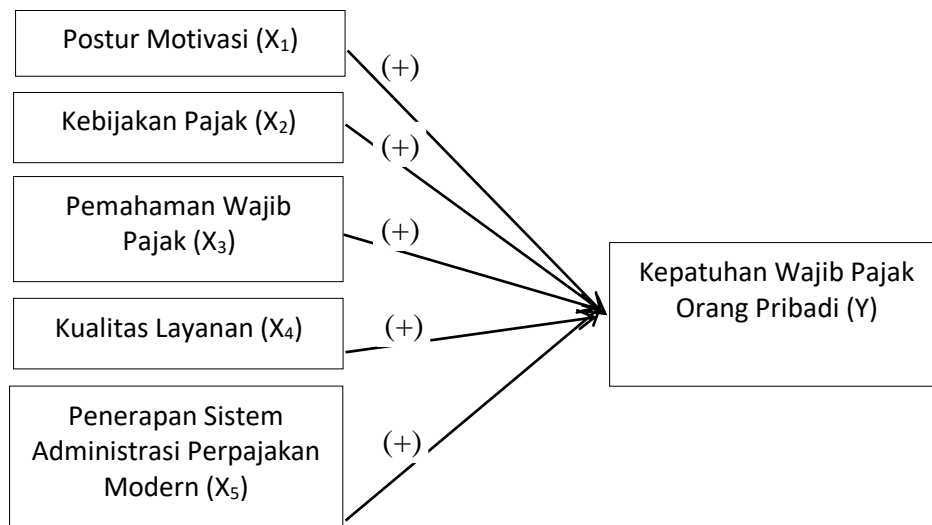 Postur Motivasi (X₁)
(+)
Kebijakan Pajak (X₂)
(+)
Pemahaman Wajib
Pajak (X₃)
(+)
Kualitas Layanan (X₄)
(+)
Penerapan Sistem
Administrasi Perpajakan
Modern (X₅)
(+)
Kepatuhan Wajib Pajak
Orang Pribadi (Y)